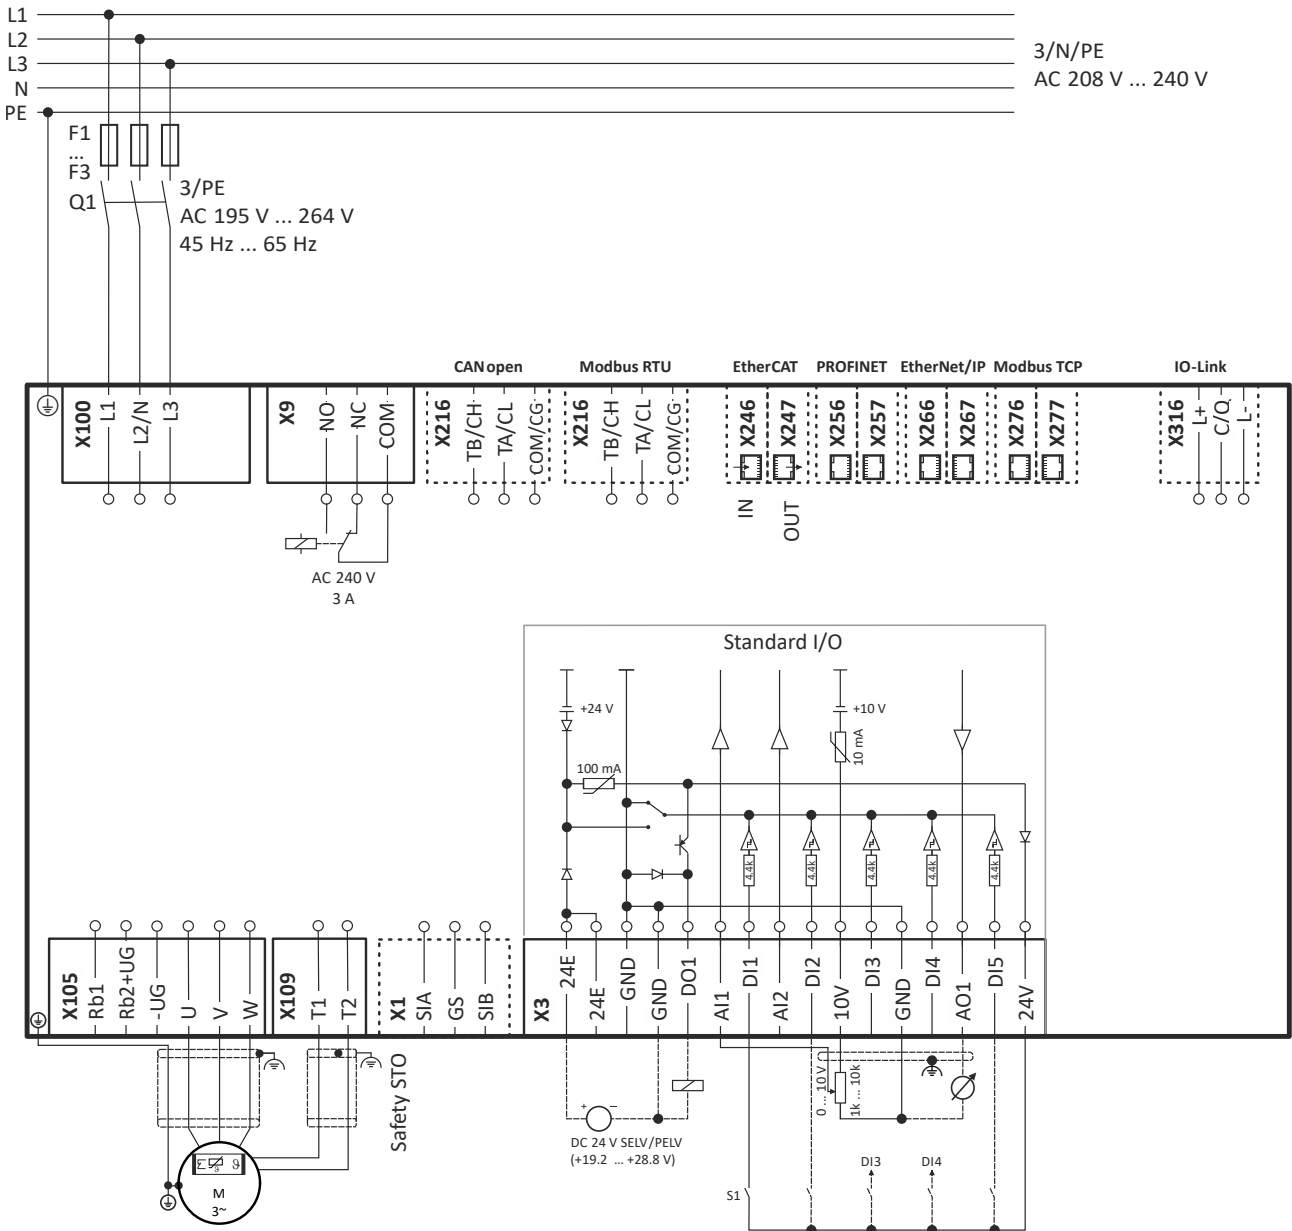 L1
L2
L3
N
PE
3/N/PE
AC 208 V ... 240 V
F1
...
F3
Q1
3/PE
AC 195 V ... 264 V
45 Hz ... 65 Hz
CANopen
Modbus RTU
EtherCAT
PROFINET
EtherNet/IP
Modbus TCP
IO-Link
X100
L1
L2/N
L3
X9
NO
NC
COM
X216
TB/CH
TA/CL
COM/CG
X216
TB/CH
TA/CL
COM/CG
X246
X247
X256
X257
X266
X267
X276
X277
X316
L+
C/Q
L-
IN
OUT
AC 240 V
3 A
Standard I/O
+24 V
+10 V
10 mA
100 mA
4.4k
4.4k
4.4k
4.4k
4.4k
X105
Rb1
Rb2+UG
-UG
U
V
W
X109
T1
T2
X1
SIA
GS
SIB
X3
24E
24E
GND
GND
DO1
AI1
DI1
AI2
DI2
10V
DI3
GND
DI4
AO1
DI5
24V
Safety STO
+
–
DC 24 V SELV/PELV
(+19.2 ... +28.8 V)
0 ... 10 V
1k ... 10k
DI3
DI4
S1
ϑ
M
3~